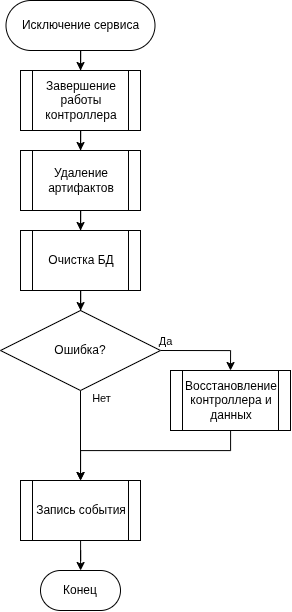 Исключение сервиса
Завершение
работы
контроллера
Удаление
артифактов
Очистка БД
Ошибка?
Да
Нет
Восстановление
контроллера и
данных
Запись события
Конец